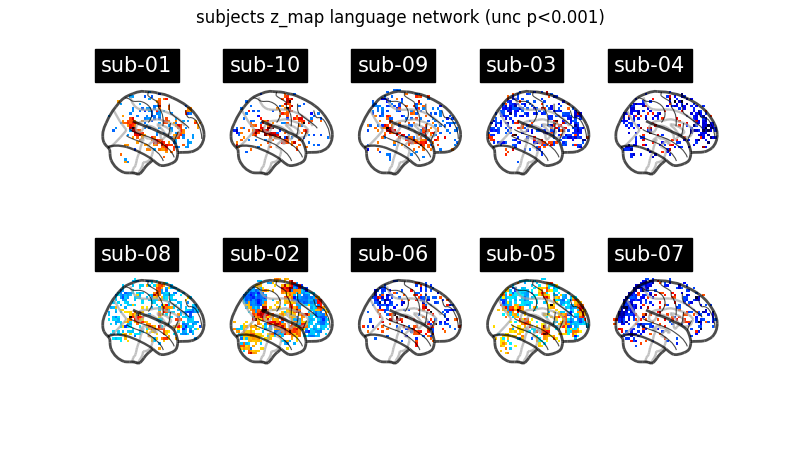 subjects z_map language network (unc p<0.001)
sub-01
sub-10
sub-09
sub-03
sub-04
sub-08
sub-02
sub-06
sub-05
sub-07